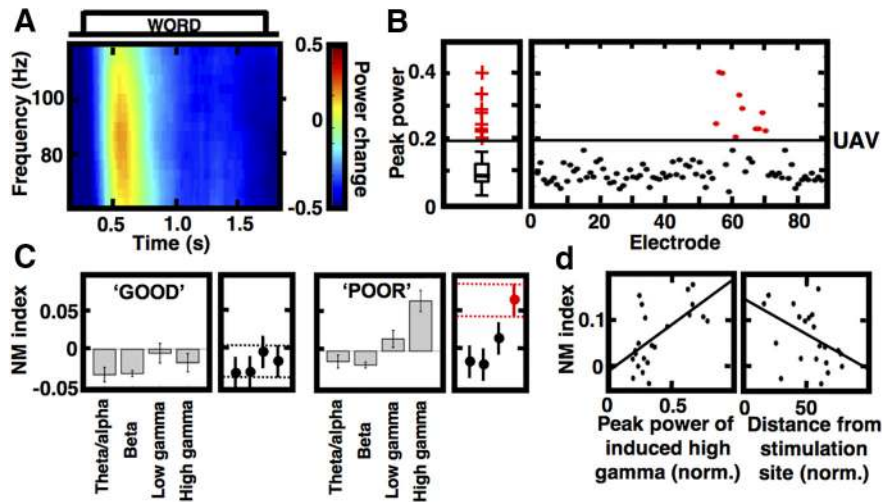 A
WORD
Frequency (Hz)
100
80
0.5
1.0
1.5
Time (s)
0.5
0
-0.5
Power change
B
Peak power
0.4
0.2
0
0
20
40
60
80
Electrode
UAV
C
NM index
0.05
0
-0.05
'GOOD'
Theta/alpha
Beta
Low gamma
High gamma
'POOR'
Theta/alpha
Beta
Low gamma
High gamma
d
NM index
0.1
0
0
0.5
Peak power of
induced high
gamma (norm.)
50
Distance from
stimulation
site (norm.)